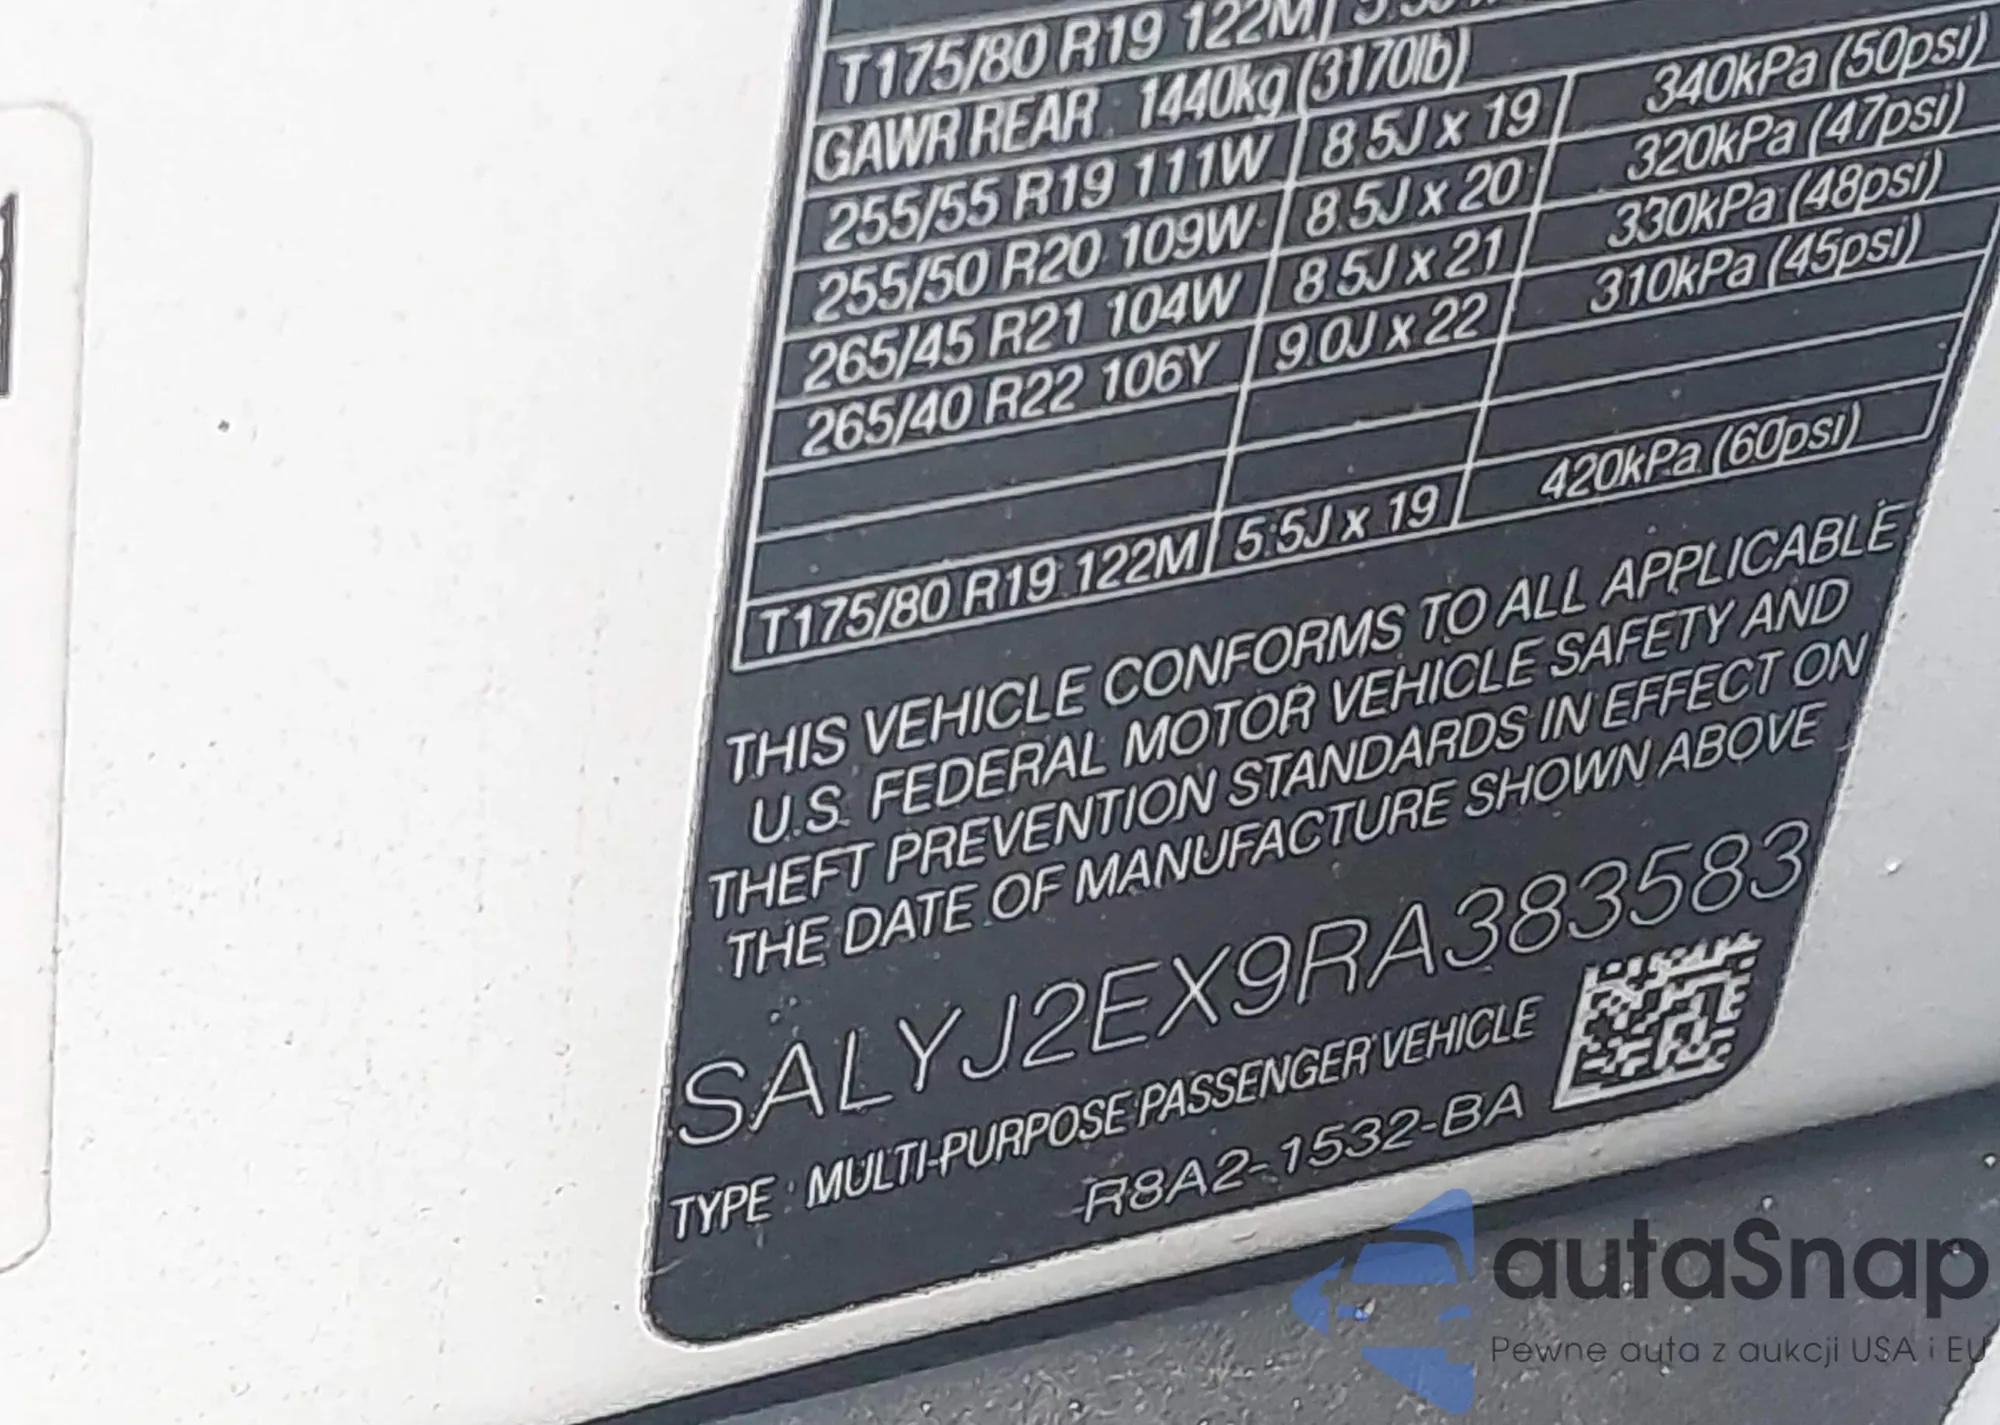 T175/80 R19 122M
GAWR REAR 1440kg (3170lb)
255/55 R19 111W 8.5J x 19 340kPa (50psi)
255/50 R20 109W 8.5J x 20 320kPa (47psi)
265/45 R21 104W 8.5J x 21 330kPa (48psi)
265/40 R22 106Y 9.0J x 22 310kPa (45psi)
T175/80 R19 122M 5.5J x 19 420kPa (60psi)
THIS VEHICLE CONFORMS TO ALL APPLICABLE
U.S. FEDERAL MOTOR VEHICLE SAFETY AND
THEFT PREVENTION STANDARDS IN EFFECT ON
THE DATE OF MANUFACTURE SHOWN ABOVE
SALYJ2EX9RA383583
TYPE : MULTI-PURPOSE PASSENGER VEHICLE
R8A2-1532-BA
autaSnap
Pewne auta z aukcji USA i EU